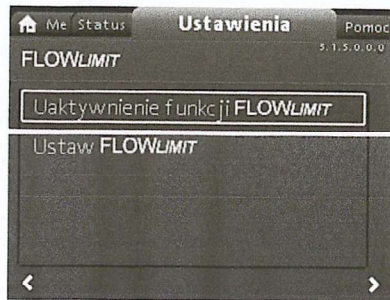 Me Status Ustawienia Pomoc
5.1.5.0.0.0
FLOWLIMIT
Uaktywnienie funkcji FLOWLIMIT
Ustaw FLOWLIMIT